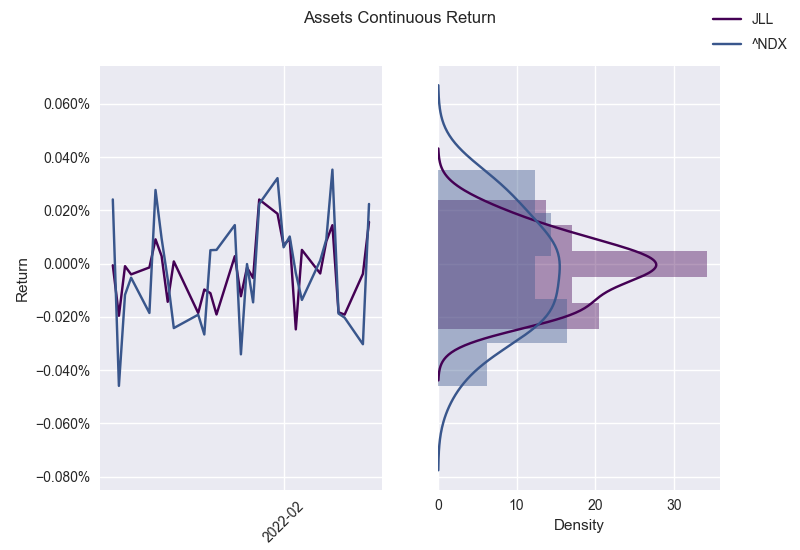 Assets Continuous Return
JLL
^NDX
Return
0.060%
0.040%
0.020%
0.000%
−0.020%
−0.040%
−0.060%
−0.080%
2022-02
0
10
20
30
Density